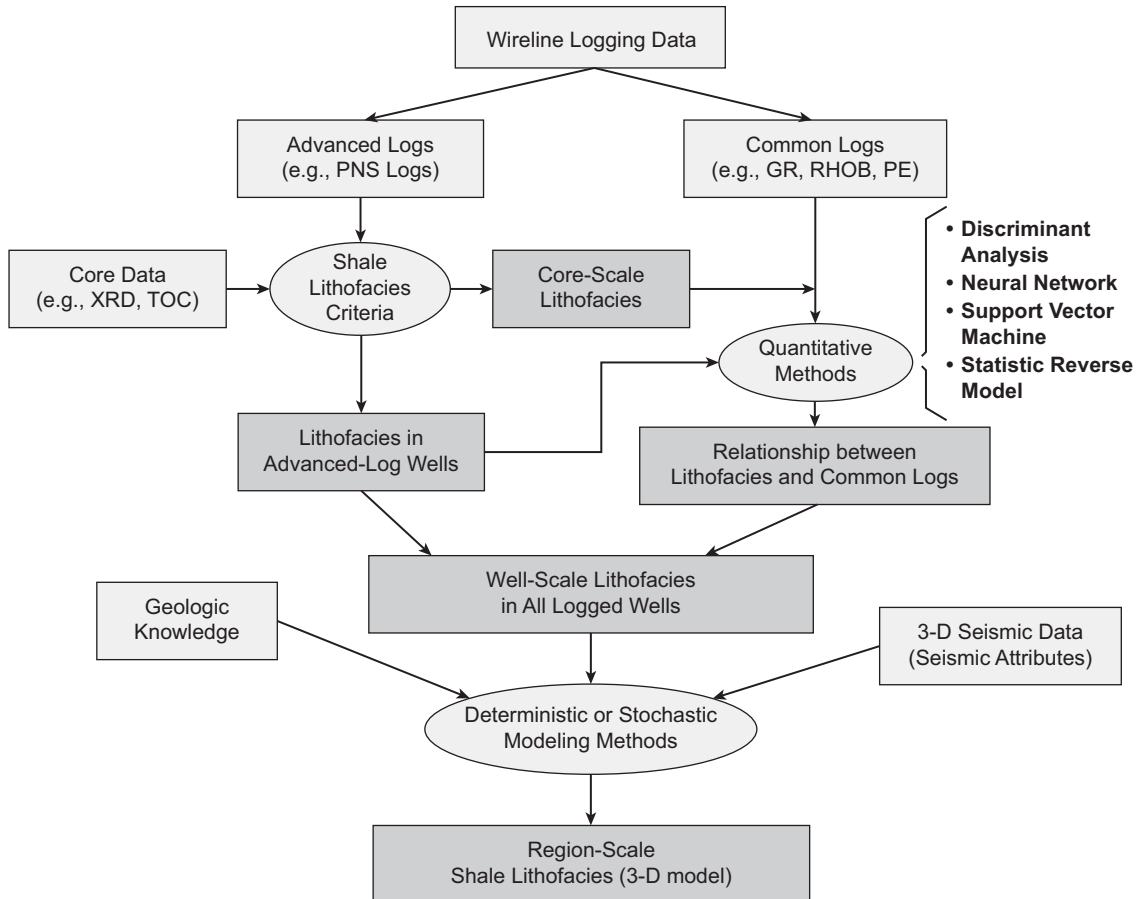 Wireline Logging Data
Advanced Logs
(e.g., PNS Logs)
Common Logs
(e.g., GR, RHOB, PE)
Core Data
(e.g., XRD, TOC)
Shale
Lithofacies
Criteria
Core-Scale
Lithofacies
• Discriminant
Analysis
• Neural Network
• Support Vector
Machine
• Statistic Reverse
Model
Quantitative
Methods
Lithofacies in
Advanced-Log Wells
Relationship between
Lithofacies and Common Logs
Well-Scale Lithofacies
in All Logged Wells
Geologic
Knowledge
3-D Seismic Data
(Seismic Attributes)
Deterministic or Stochastic
Modeling Methods
Region-Scale
Shale Lithofacies (3-D model)